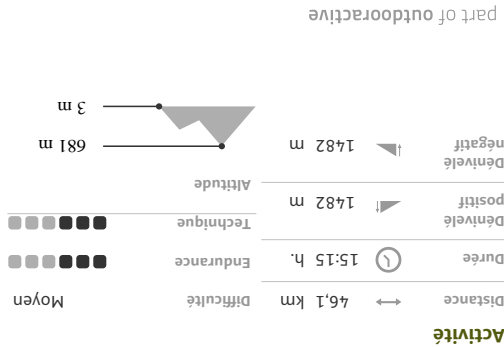 Activité
Distance 46,1 km
Durée 15:15 h.
Dénivelé positif 1482 m
Dénivelé négatif 1482 m
Difficulté Moyen
Endurance
Technique
Altitude
681 m
3 m
part of outdooractive